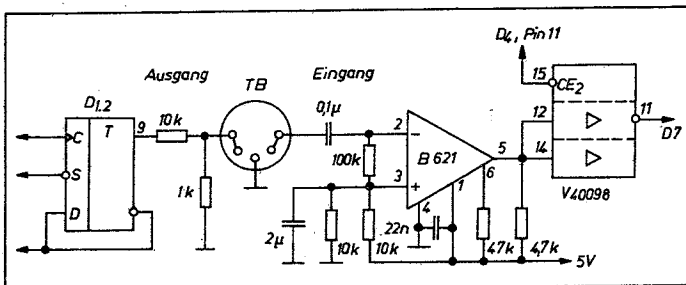 D4, Pin 11
Ausgang TB Eingang
D1.2
T
C
S
D
9
10k
1k
0,1µ
100k
2µ
10k
10k
2
3
B 621
4
1
22n
5
6
47k
4,7k
5V
15
CE2
12
14
11
D7
V40098